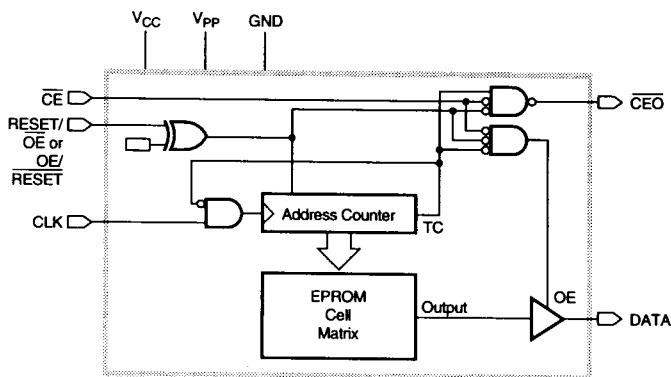 VCC
VPP
GND
CE
CEO
RESET/
OE or
OE/
RESET
CLK
Address Counter
TC
EPROM
Cell
Matrix
Output
OE
DATA